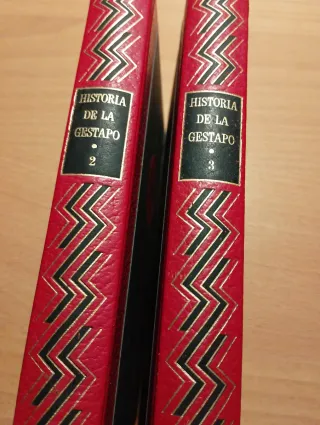 HISTORIA
DE LA
GESTAPO
• 2
HISTORIA
DE LA
GESTAPO
• 3